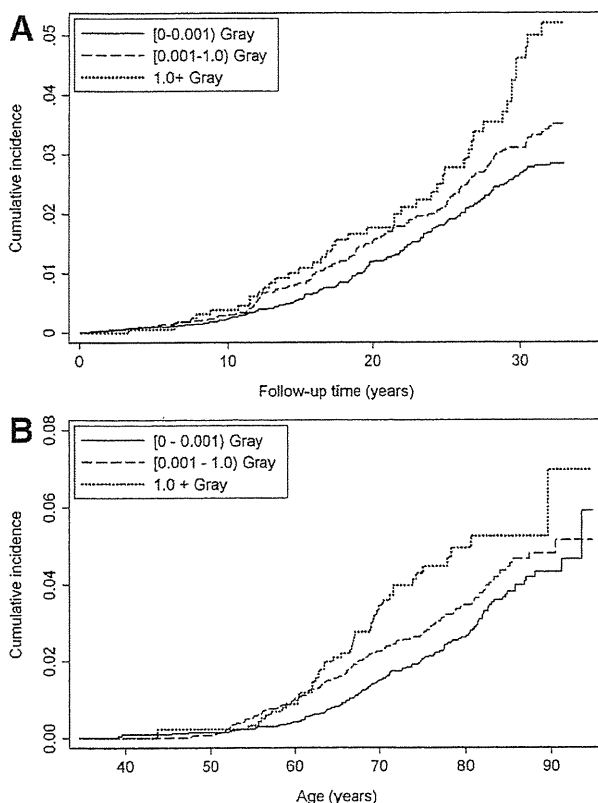 A
[0-0.001) Gray
[0.001-1.0) Gray
1.0+ Gray
Cumulative incidence
.05
.04
.03
.02
.01
0
0 10 20 30
Follow-up time (years)
B
[0 - 0.001) Gray
[0.001 - 1.0) Gray
1.0 + Gray
Cumulative incidence
0.08
0.06
0.04
0.02
0.00
40 50 60 70 80 90
Age (years)